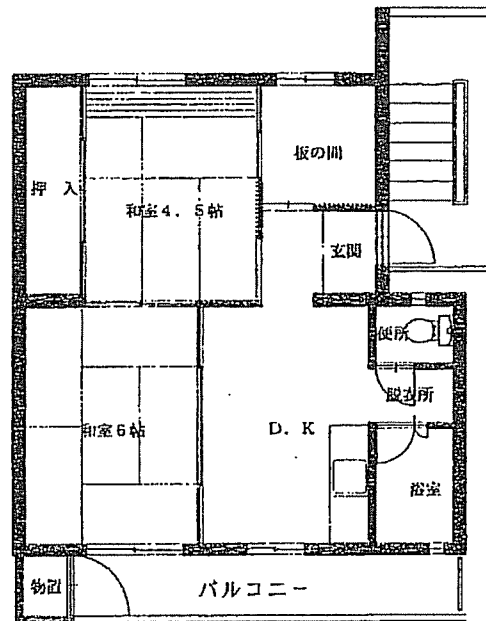 板の間
押 入
和室4.5帖
玄関
便所
脱衣所
和室6帖
D.K
浴室
物置
バルコニー